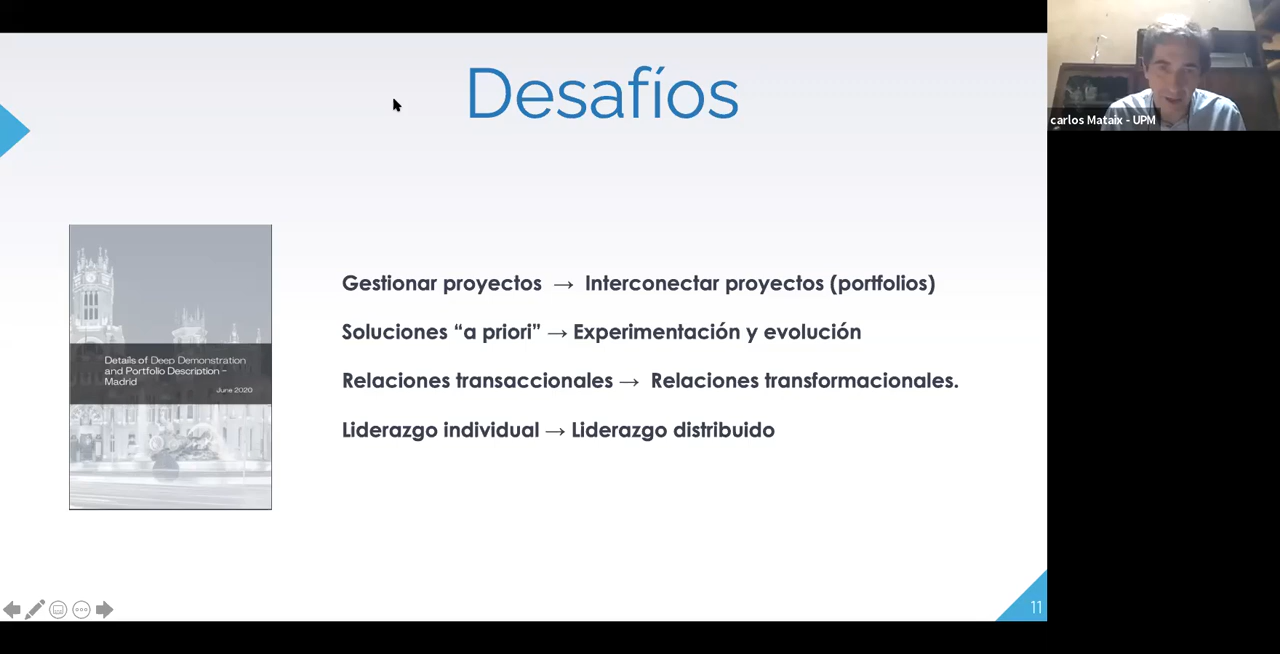 Desafíos
carlos Mataix - UPM
Details of Deep Demonstration
and Portfolio Description –
Madrid
June 2020
Gestionar proyectos → Interconectar proyectos (portfolios)
Soluciones “a priori” → Experimentación y evolución
Relaciones transaccionales → Relaciones transformacionales.
Liderazgo individual → Liderazgo distribuido
11